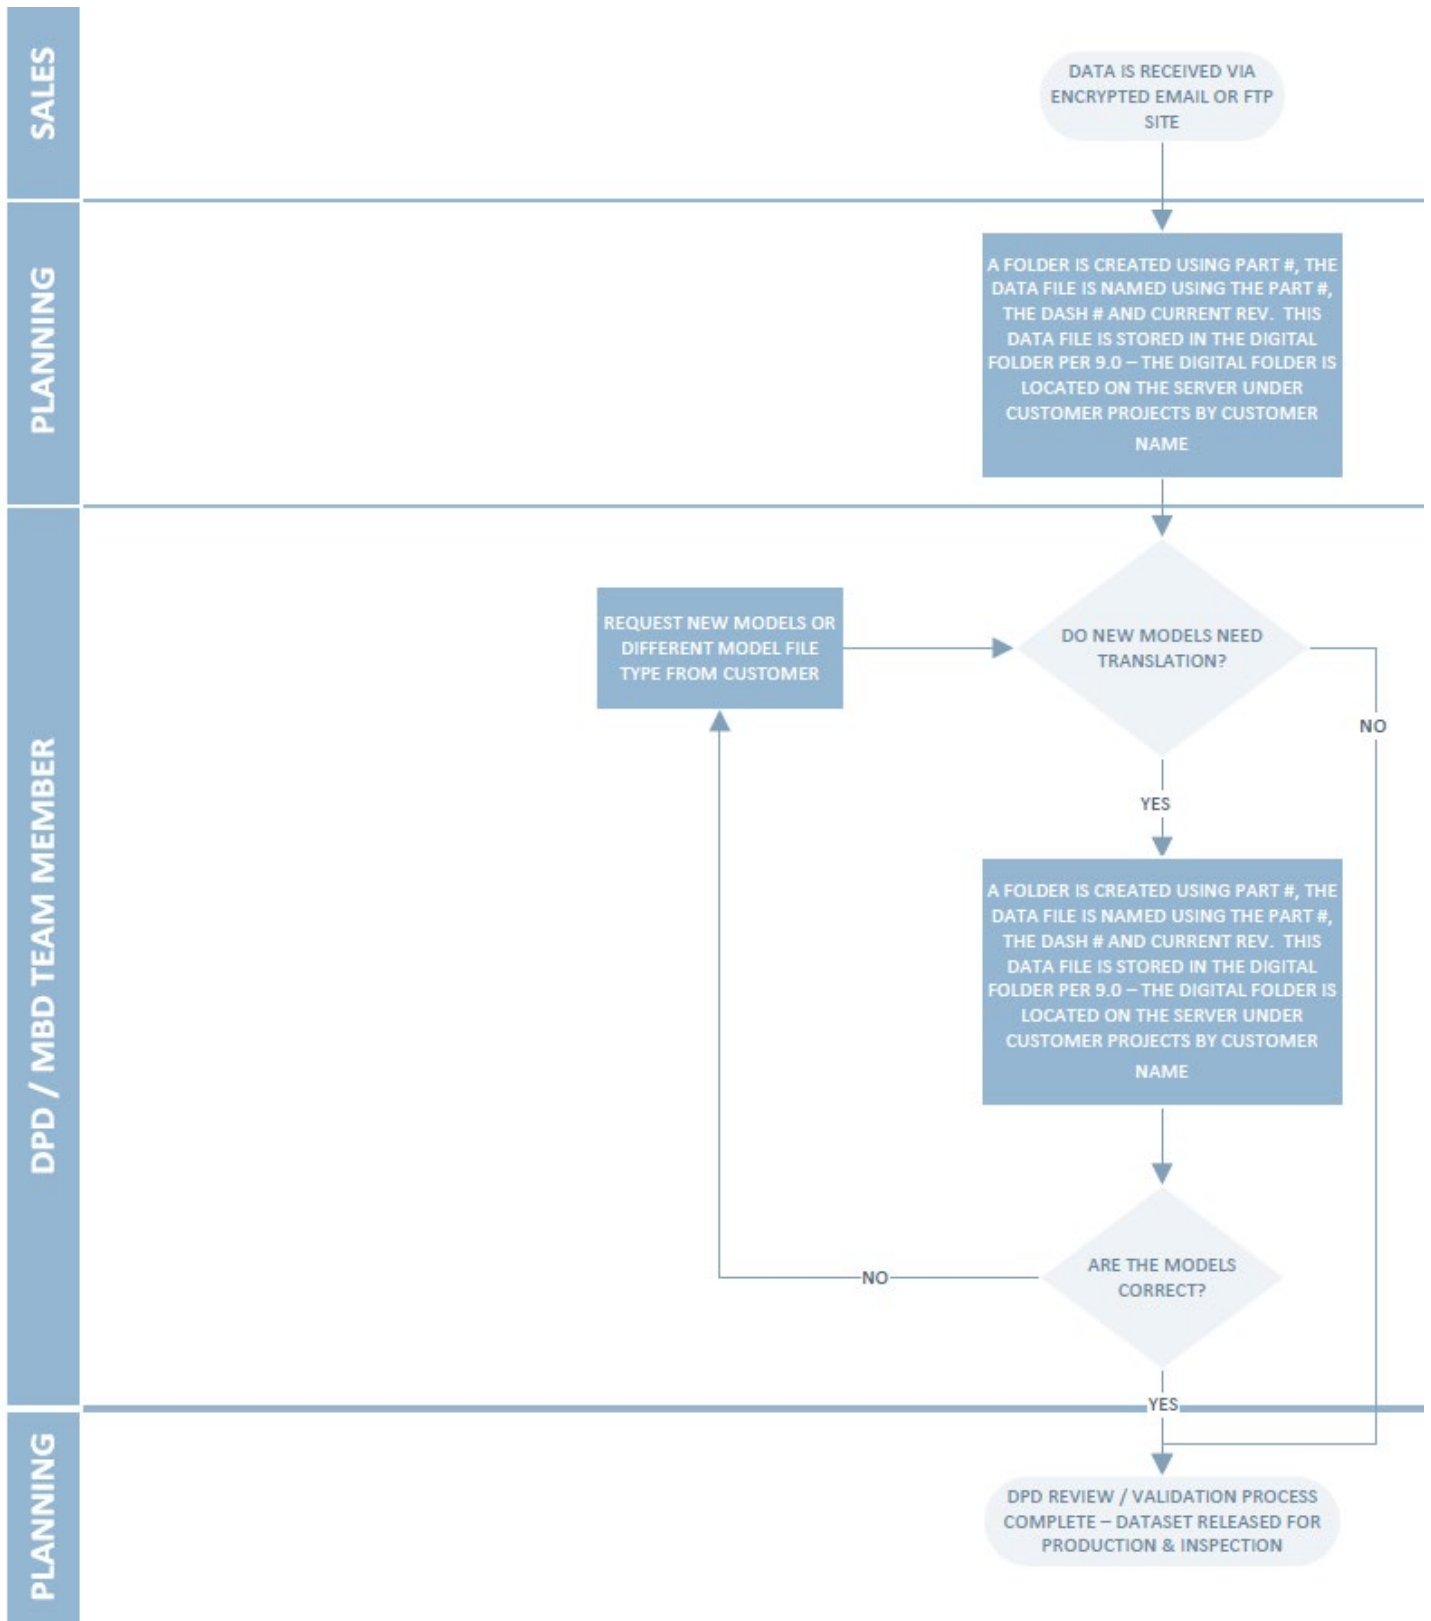 SALES
DATA IS RECEIVED VIA
ENCRYPTED EMAIL OR FTP
SITE
PLANNING
A FOLDER IS CREATED USING PART #, THE
DATA FILE IS NAMED USING THE PART #,
THE DASH # AND CURRENT REV.  THIS
DATA FILE IS STORED IN THE DIGITAL
FOLDER PER 9.0 – THE DIGITAL FOLDER IS
LOCATED ON THE SERVER UNDER
CUSTOMER PROJECTS BY CUSTOMER
NAME
DPD / MBD TEAM MEMBER
REQUEST NEW MODELS OR
DIFFERENT MODEL FILE
TYPE FROM CUSTOMER
DO NEW MODELS NEED
TRANSLATION?
NO
YES
A FOLDER IS CREATED USING PART #, THE
DATA FILE IS NAMED USING THE PART #,
THE DASH # AND CURRENT REV.  THIS
DATA FILE IS STORED IN THE DIGITAL
FOLDER PER 9.0 – THE DIGITAL FOLDER IS
LOCATED ON THE SERVER UNDER
CUSTOMER PROJECTS BY CUSTOMER
NAME
ARE THE MODELS
CORRECT?
NO
YES
PLANNING
DPD REVIEW / VALIDATION PROCESS
COMPLETE – DATASET RELEASED FOR
PRODUCTION & INSPECTION